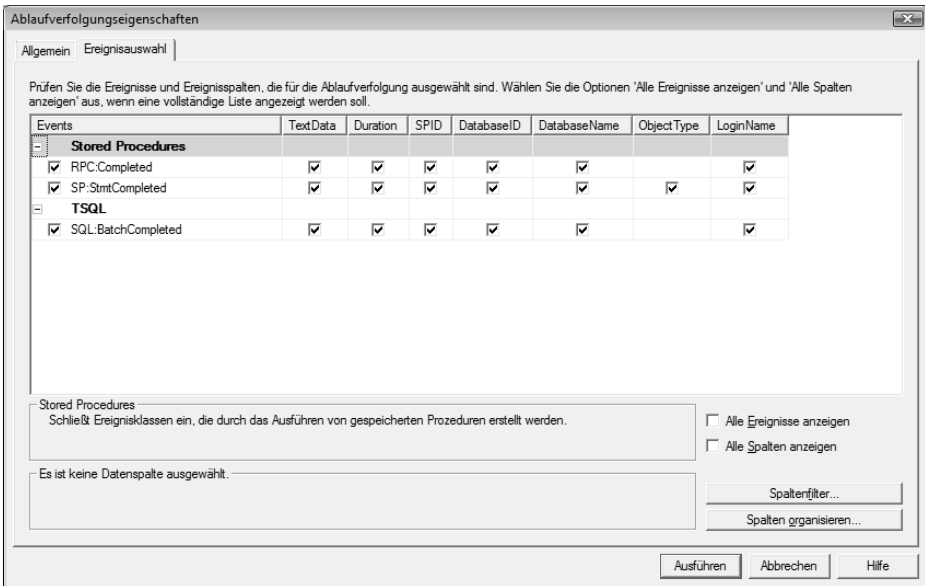 Ablaufverfolgungseigenschaften
Allgemein Ereignisauswahl
Prüfen Sie die Ereignisse und Ereignisspalten, die für die Ablaufverfolgung ausgewählt sind. Wählen Sie die Optionen 'Alle Ereignisse anzeigen' und 'Alle Spalten
anzeigen' aus, wenn eine vollständige Liste angezeigt werden soll.
Events TextData Duration SPID DatabaseID DatabaseName ObjectType LoginName
Stored Procedures
RPC:Completed
SP:StmtCompleted
TSQL
SQL:BatchCompleted
Stored Procedures
Schließt Ereignisklassen ein, die durch das Ausführen von gespeicherten Prozeduren erstellt werden.
Alle Ereignisse anzeigen
Alle Spalten anzeigen
Es ist keine Datenspalte ausgewählt.
Spaltenfilter...
Spalten organisieren...
Ausführen Abbrechen Hilfe